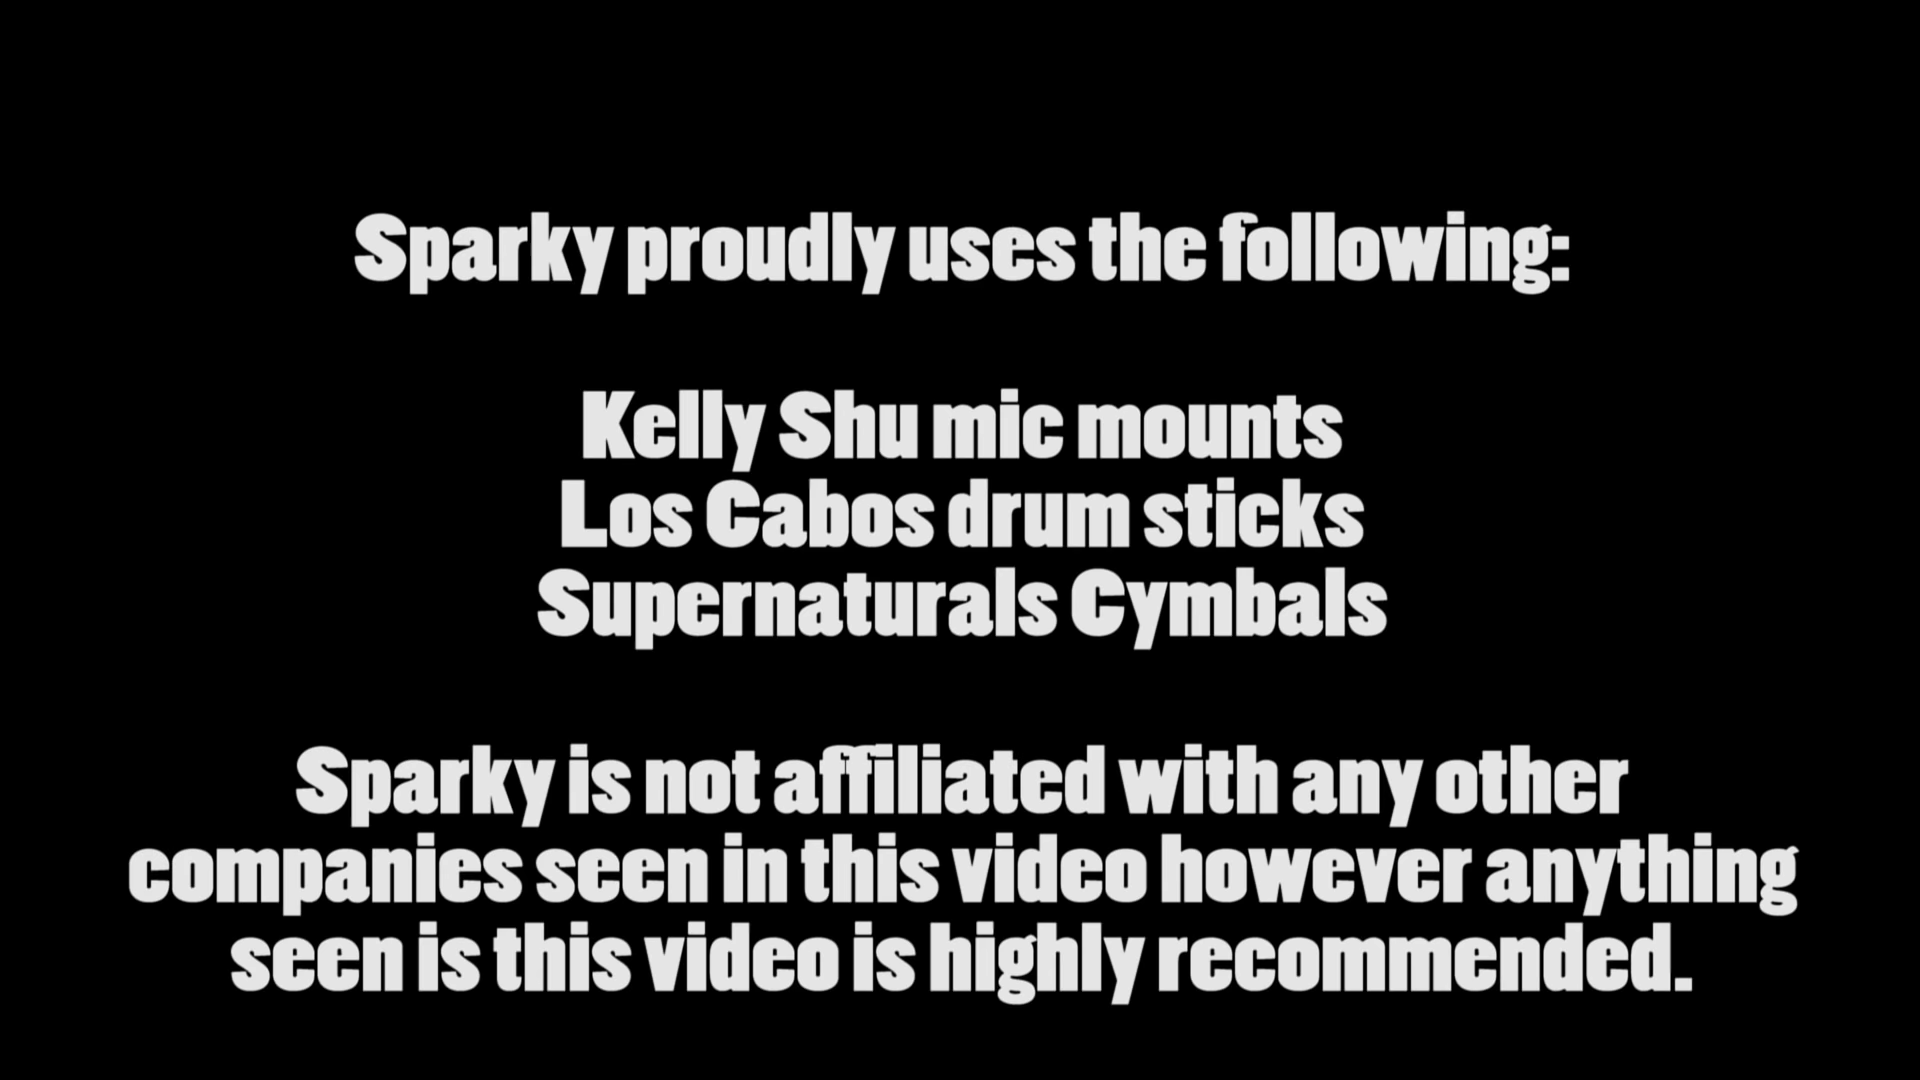 Sparky proudly uses the following:
Kelly Shu mic mounts
Los Cabos drum sticks
Supernaturals Cymbals
Sparky is not affiliated with any other
companies seen in this video however anything
seen is this video is highly recommended.